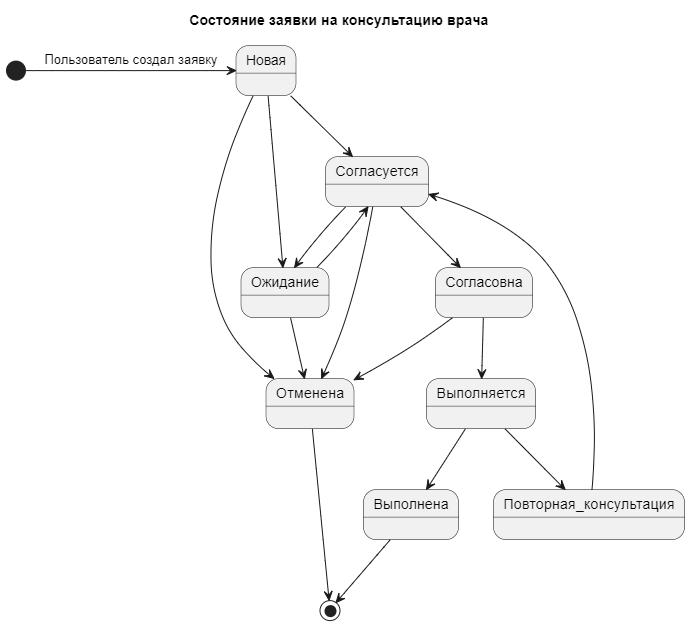 Состояние заявки на консультацию врача
Пользователь создал заявку
Новая
Согласуется
Ожидание
Согласовна
Отменена
Выполняется
Выполнена
Повторная_консультация